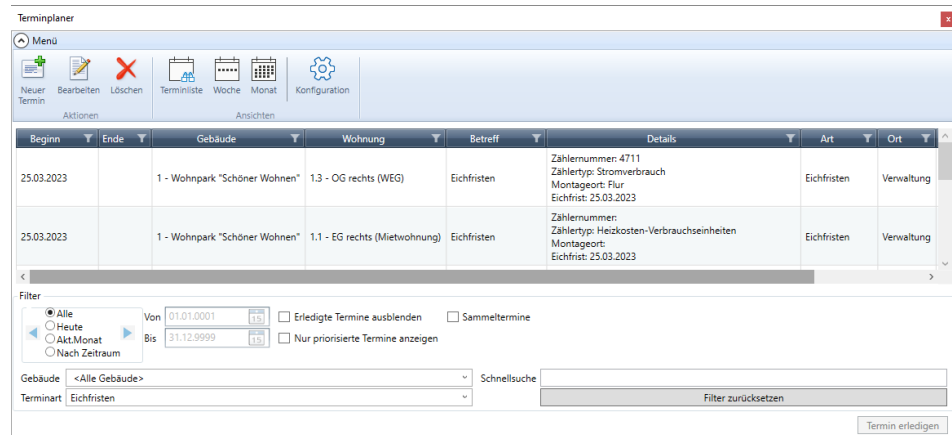 Terminplaner
x
Menü
Neuer Termin Bearbeiten Löschen Terminliste Woche Monat Konfiguration
Aktionen Ansichten
Beginn Ende Gebäude Wohnung Betreff Details Art Ort
25.03.2023 1 - Wohnpark "Schöner Wohnen" 1.3 - OG rechts (WEG) Eichfristen Zählernummer: 4711
Zählertyp: Stromverbrauch
Montageort: Flur
Eichfrist: 25.03.2023
Eichfristen Verwaltung
25.03.2023 1 - Wohnpark "Schöner Wohnen" 1.1 - EG rechts (Mietwohnung) Eichfristen Zählernummer:
Zählertyp: Heizkosten-Verbrauchseinheiten
Montageort:
Eichfrist: 25.03.2023
Eichfristen Verwaltung
Filter
Alle
Heute
Akt.Monat
Nach Zeitraum
Von 01.01.0001 15 Erledigte Termine ausblenden Sammeltermine
Bis 31.12.9999 15 Nur priorisierte Termine anzeigen
Gebäude <Alle Gebäude> Schnellsuche
Terminart Eichfristen Filter zurücksetzen
Termin erledigen